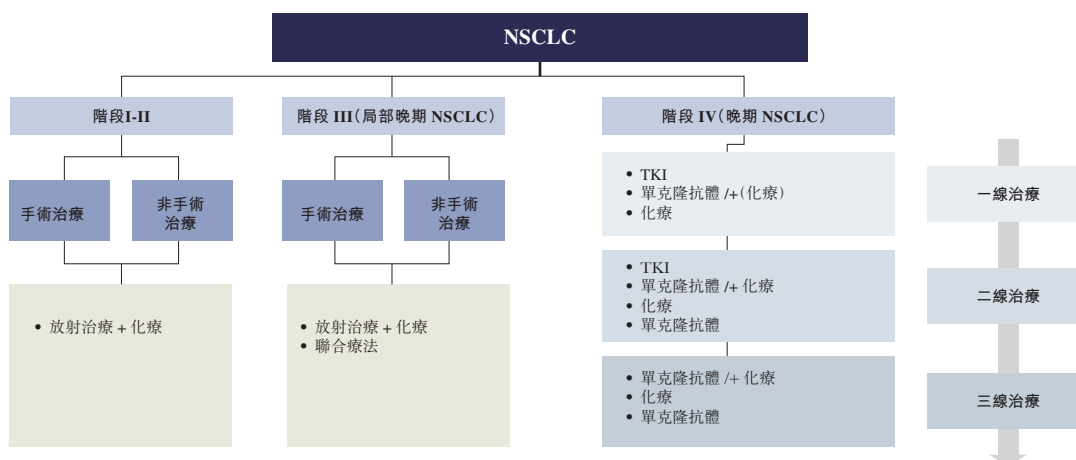 NSCLC
階段I-II
手術治療
非手術
治療
• 放射治療 + 化療
階段 III(局部晚期 NSCLC)
手術治療
非手術
治療
• 放射治療 + 化療
• 聯合療法
階段 IV(晚期 NSCLC)
• TKI
• 單克隆抗體 /+(化療)
• 化療
一線治療
• TKI
• 單克隆抗體 /+ 化療
• 化療
• 單克隆抗體
二線治療
• 單克隆抗體 /+ 化療
• 化療
• 單克隆抗體
三線治療